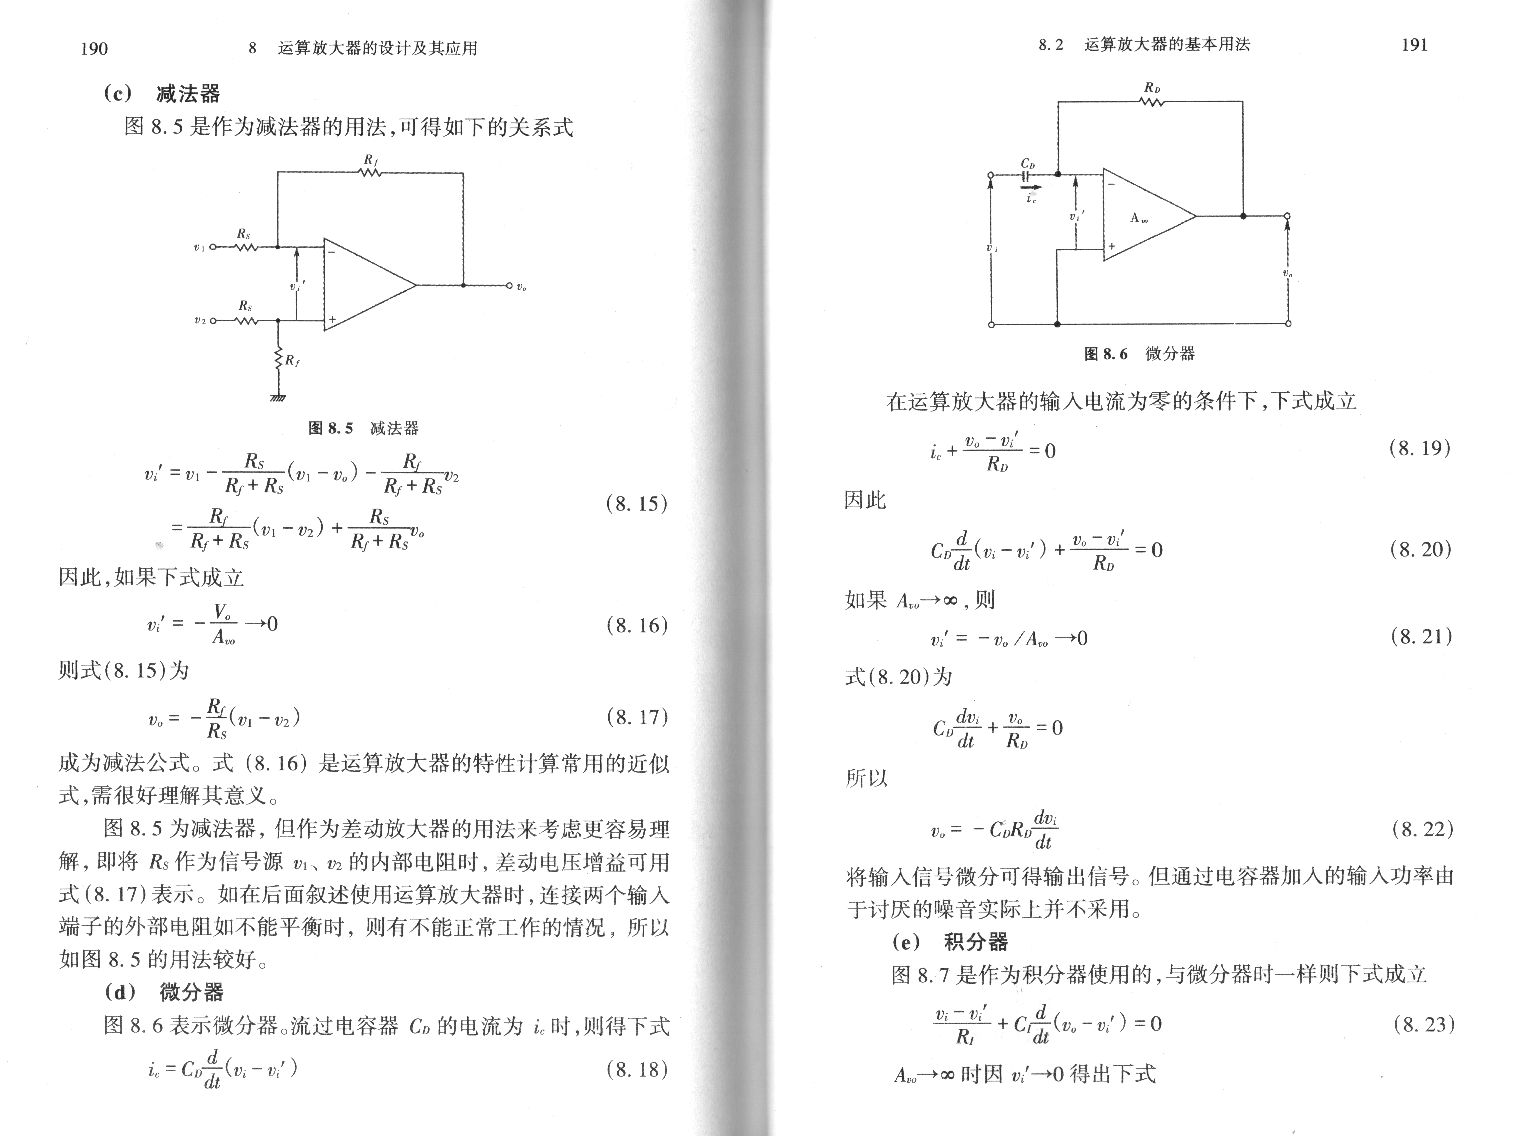 190 8 运算放大器的设计及其应用
(c) 减法器
图 8.5 是作为减法器的用法,可得如下的关系式
R_f
R_S
v_1
v_i'
−
v_o
R_S
v_2
+
R_f
图 8.5 减法器
v_i' = v_1 − \frac{R_S}{R_f + R_S}(v_1 − v_o) − \frac{R_f}{R_f + R_S}v_2
= \frac{R_f}{R_f + R_S}(v_1 − v_2) + \frac{R_S}{R_f + R_S}v_o (8.15)
因此,如果下式成立
v_i' = −\frac{V_o}{A_{vo}} →0 (8.16)
则式(8.15)为
v_o = −\frac{R_f}{R_S}(v_1 − v_2) (8.17)
成为减法公式。式 (8.16) 是运算放大器的特性计算常用的近似
式,需很好理解其意义。
图 8.5 为减法器, 但作为差动放大器的用法来考虑更容易理
解, 即将 R_S 作为信号源 v_1、v_2 的内部电阻时, 差动电压增益可用
式(8.17)表示。如在后面叙述使用运算放大器时, 连接两个输入
端子的外部电阻如不能平衡时, 则有不能正常工作的情况, 所以
如图 8.5 的用法较好。
(d) 微分器
图 8.6 表示微分器。流过电容器 C_D 的电流为 i_c 时,则得下式
i_c = C_D\frac{d}{dt}(v_i − v_i') (8.18)
8.2 运算放大器的基本用法 191
R_D
C_D
i_c
v_i'
−
A_∞
+
v_i
v_o
图 8.6 微分器
在运算放大器的输入电流为零的条件下,下式成立
i_c + \frac{v_o − v_i'}{R_D} = 0 (8.19)
因此
C_D\frac{d}{dt}(v_i − v_i') + \frac{v_o − v_i'}{R_D} = 0 (8.20)
如果 A_{vo}→∞ ,则
v_i' = − v_o /A_{vo} →0 (8.21)
式(8.20)为
C_D\frac{dv_i}{dt} + \frac{v_o}{R_D} = 0
所以
v_o = − C_D R_D\frac{dv_i}{dt} (8.22)
将输入信号微分可得输出信号。但通过电容器加入的输入功率由
于讨厌的噪音实际上并不采用。
(e) 积分器
图 8.7 是作为积分器使用的,与微分器时一样则下式成立
\frac{v_i − v_i'}{R_I} + C_I\frac{d}{dt}(v_o − v_i') = 0 (8.23)
A_{vo}→∞ 时因 v_i'→0 得出下式